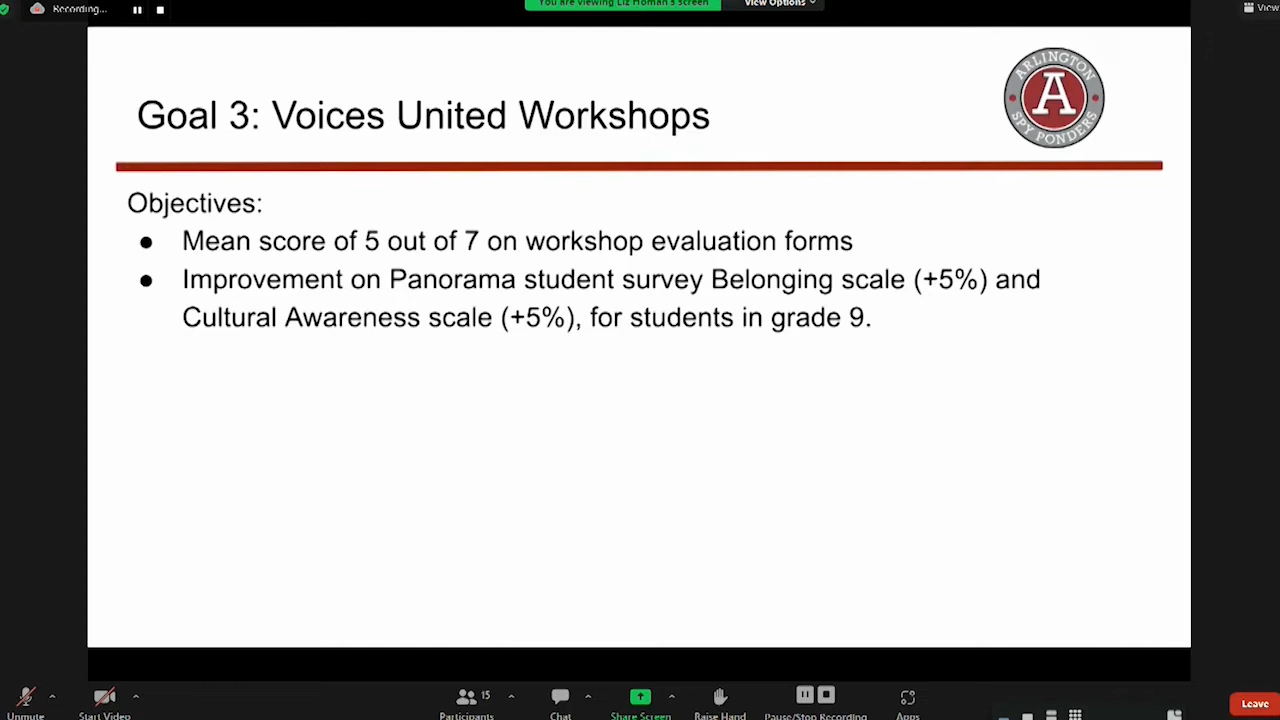 Recording...
You are viewing Liz Homan's screen
View Options
View
ARLINGTON
A
SPY PONDERS
Goal 3: Voices United Workshops
Objectives:
● Mean score of 5 out of 7 on workshop evaluation forms
● Improvement on Panorama student survey Belonging scale (+5%) and
Cultural Awareness scale (+5%), for students in grade 9.
Unmute
Start Video
Participants
15
Chat
Share Screen
Raise Hand
Pause/Stop Recording
Apps
Leave